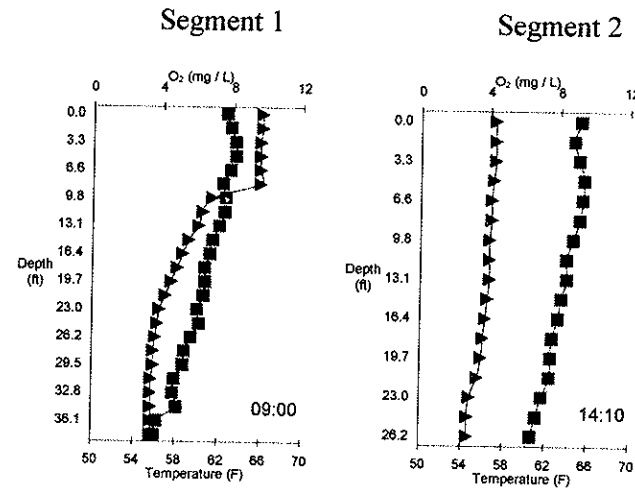 Segment 1
O₂ (mg / L)
0 4 8 12
0.0
3.3
6.6
9.8
13.1
16.4
19.7
23.0
26.2
29.5
32.8
36.1
Depth
(ft)
09:00
50 54 58 62 66 70
Temperature (F)
Segment 2
O₂ (mg / L)
0 4 8 12
0.0
3.3
6.6
9.8
13.1
16.4
19.7
23.0
26.2
Depth
(ft)
14:10
50 54 58 62 66 70
Temperature (F)